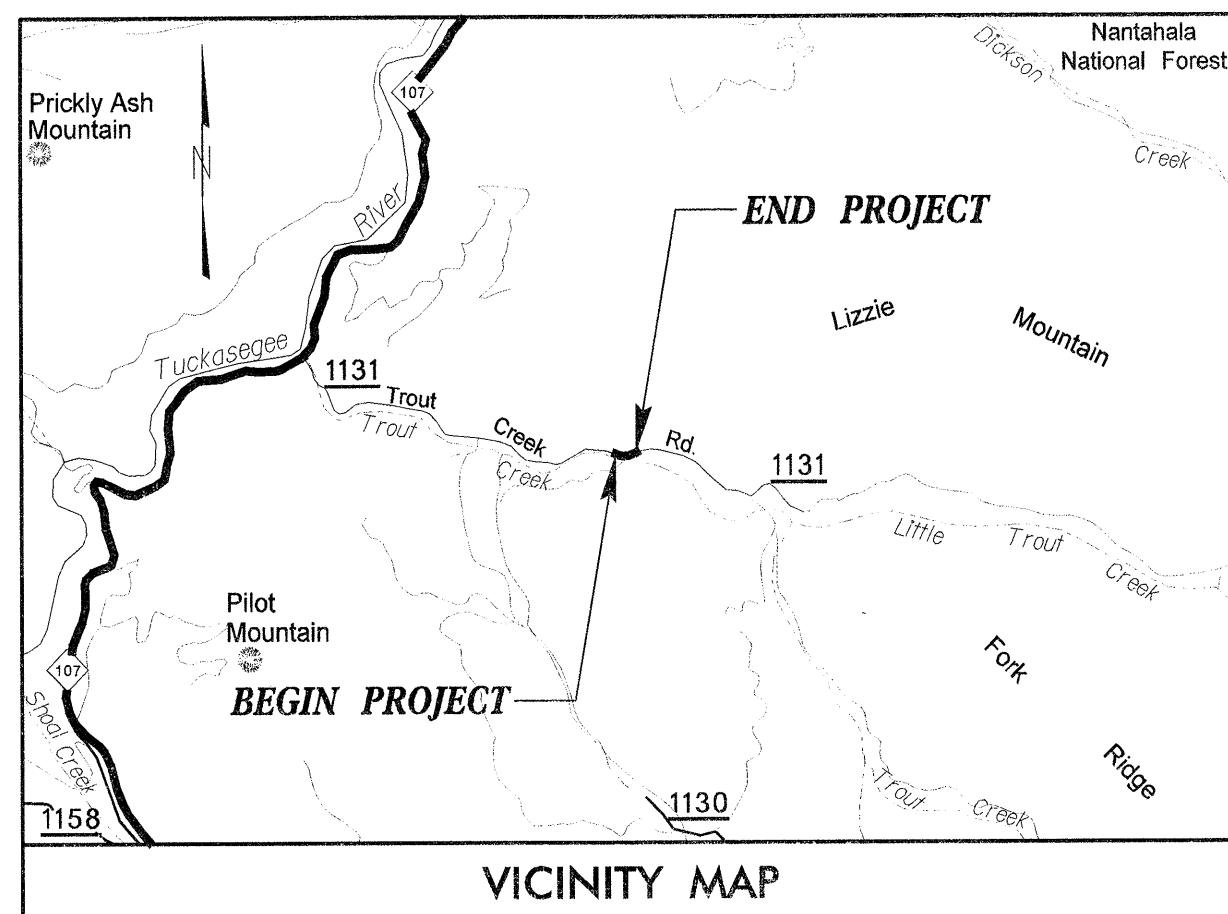 Nantahala
National Forest
Dickson
Creek
107
Prickly Ash
Mountain
N
River
END PROJECT
Lizzie
Mountain
Tuckasegee
1131
Trout
Creek
Rd.
Trout
Creek
1131
Little
Trout
Creek
Pilot
Mountain
Fork
Ridge
107
BEGIN PROJECT
Shoal Creek
Trout
Creek
1158
1130
VICINITY MAP